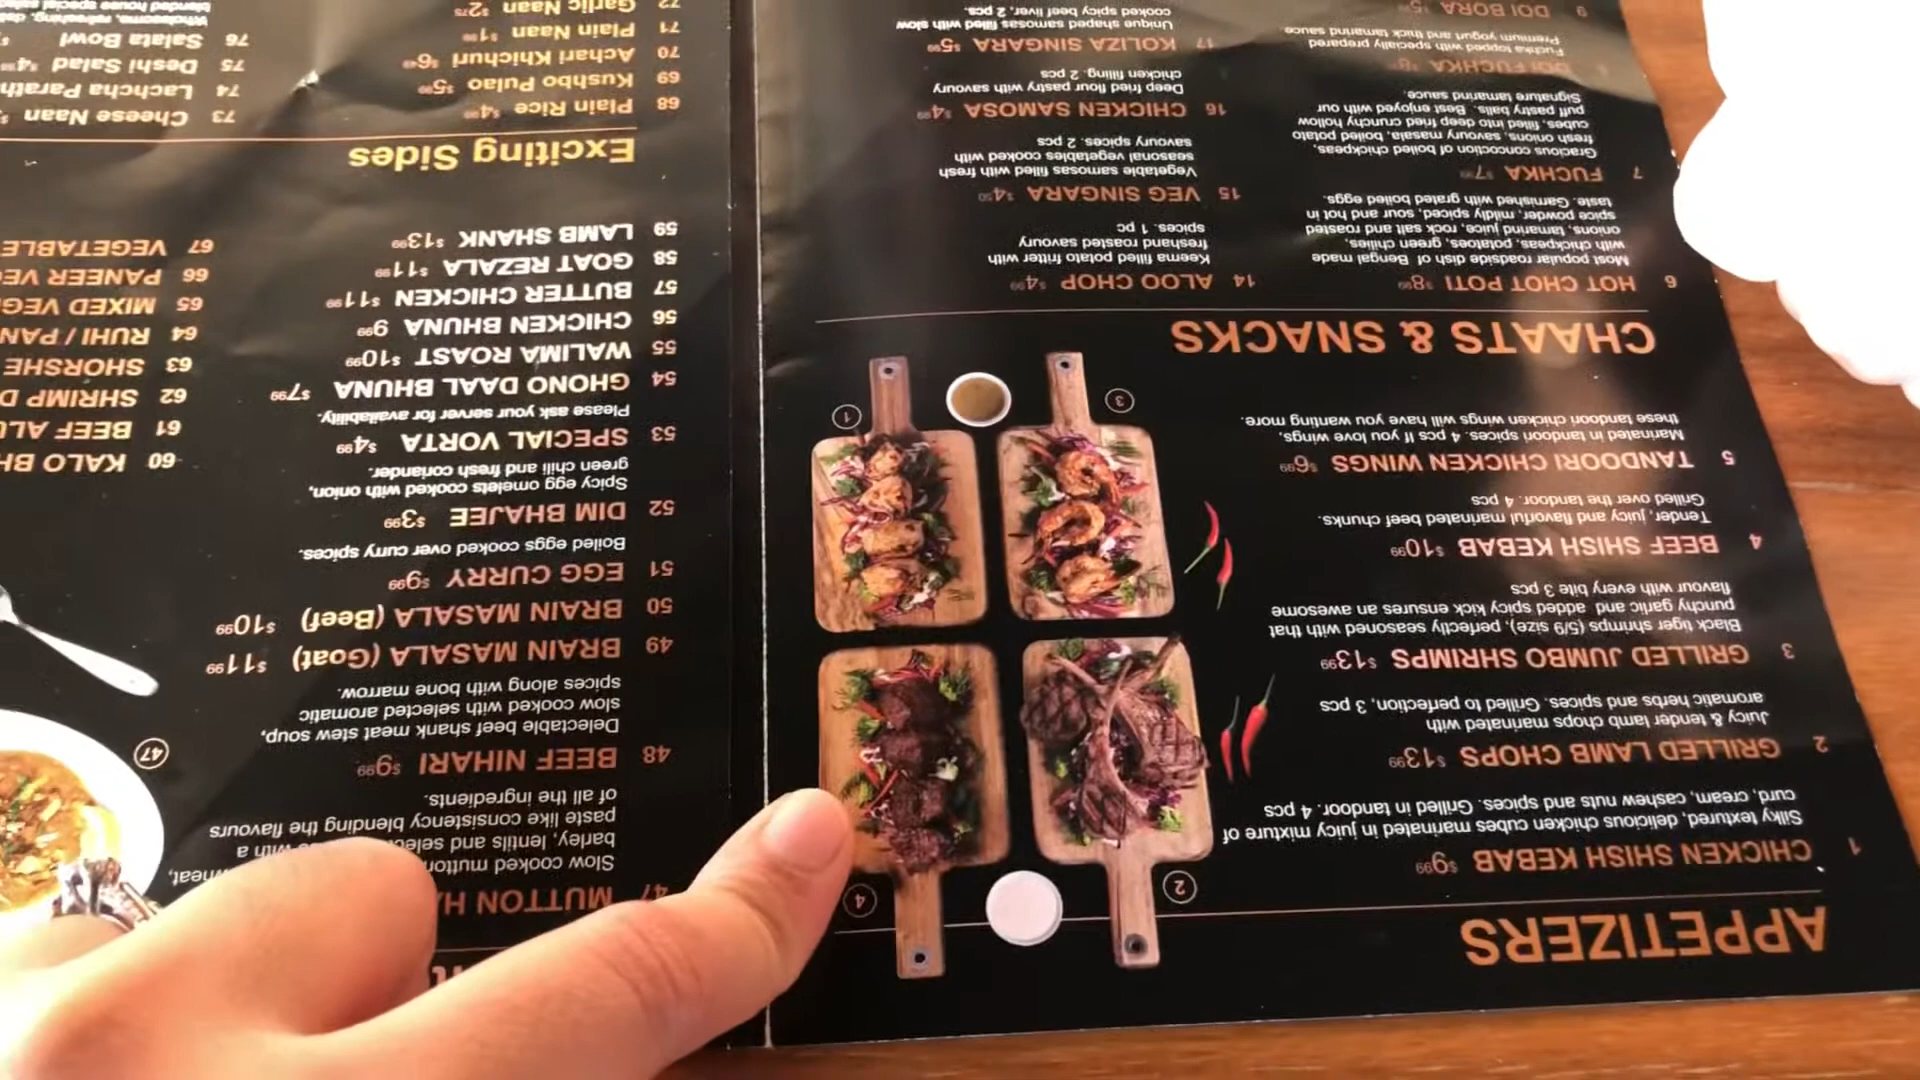 APPETIZERS
1 CHICKEN SHISH KEBAB $9.99
Silky textured, delicious chicken cubes marinated in juicy mixture of
curd, cream, cashew nuts and spices. Grilled in tandoor. 4 pcs
2 GRILLED LAMB CHOPS $13.99
Juicy & tender lamb chops marinated with
aromatic herbs and spices. Grilled to perfection, 3 pcs
3 GRILLED JUMBO SHRIMPS $13.99
Black tiger shrimps (5/9 size), perfectly seasoned with that
punchy garlic and added spicy kick ensures an awesome
flavour with every bite 3 pcs
4 BEEF SHISH KEBAB $10.99
Tender, juicy and flavorful marinated beef chunks.
Grilled over the tandoor. 4 pcs
5 TANDOORI CHICKEN WINGS $6.99
Marinated in tandoori spices. 4 pcs If you love wings,
these tandoori chicken wings will have you wanting more.
2
4
3
1
CHAATS & SNACKS
6 HOT CHOT POTI $8.99
Most popular roadside dish of Bengal made
with chickpeas, potatoes, green chilies,
onions, tamarind juice, rock salt and roasted
spice powder, mildly spiced, sour and hot in
taste. Garnished with grated boiled eggs.
7 FUCHKA $7.99
Gracious concoction of boiled chickpeas,
fresh onions, savoury masala, boiled potato
cubes, filled into deep fried crunchy hollow
puff pastry balls. Best enjoyed with our
Signature tamarind sauce.
DOI FUCHKA
Fuchka topped with specially prepared
Premium yogurt and thick tamarind sauce
9 DOI BORA
14 ALOO CHOP $4.99
Keema filled potato fritter with
freshand roasted savoury
spices. 1 pc
15 VEG SINGARA $4.50
Vegetable samosas filled with fresh
seasonal vegetables cooked with
savoury spices. 2 pcs
16 CHICKEN SAMOSA $4.99
Deep fried flour pastry with savoury
chicken filling. 2 pcs
17 KOLIZA SINGARA $5.99
Unique shaped samosas filled with slow
cooked spicy beef liver, 2 pcs.
47 MUTTON
Slow cooked mutton
barley, lentils and with a
paste like consistency blending the flavours
of all of the ingredients.
48 BEEF NIHARI $9.99
Delectable beef shank meat stew soup,
slow cooked with selected aromatic
spices along with bone marrow.
49 BRAIN MASALA (Goat) $11.99
50 BRAIN MASALA (Beef) $10.99
51 EGG CURRY $9.99
Boiled eggs cooked over curry spices.
52 DIM BHAJEE $3.99
Spicy egg omelets cooked with onion,
green chili and fresh coriander.
53 SPECIAL VORTA $4.99
Please ask your server for availability.
54 GHONO DAAL BHUNA $7.99
55 WALIMA ROAST $10.99
56 CHICKEN BHUNA 9.99
57 BUTTER CHICKEN $11.99
58 GOAT REZALA $11.99
59 LAMB SHANK $13.99
47
60 KALO
61 BEEF
62 SHRIMP
63 SHORSHE
64 RUHI /
65 MIXED
66 PANEER
67 VEGETABLE
Exciting Sides
68 Plain Rice $4.99
69 Kushbo Pulao $5.99
70 Achari Khichuri $6.49
71 Plain Naan $1.99
72 Garlic Naan $2.75
73 Cheese Naan
74 Lachcha
75 Deshi Salad
76 Salata Bowl